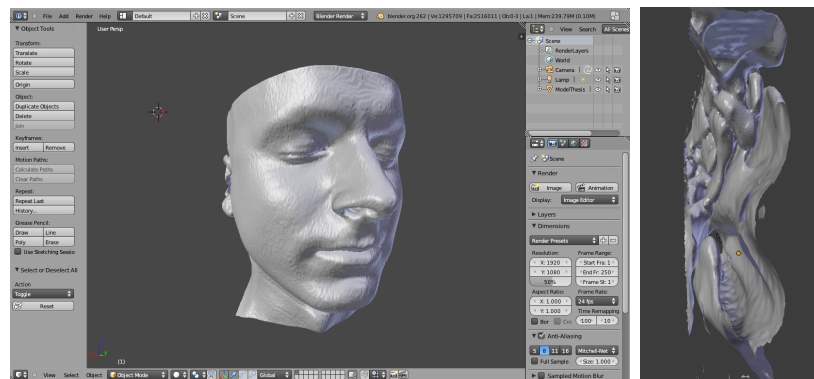 File Add Render Help Default Scene Blender Render blender.org 262 | Ve:1295709 | Fa:2516011 | Ob:0-3 | La:1 | Mem:239.79M (0.10M)
Object Tools
User Persp
View Search All Scenes
Transform:
Translate
Rotate
Scale
Origin
Object:
Duplicate Objects
Delete
Join
Keyframes:
Insert Remove
Motion Paths:
Calculate Paths
Clear Paths
Repeat:
Repeat Last
History...
Grease Pencil:
Draw Line
Poly Erase
Use Sketching Sessio
Select or Deselect All
Action
Toggle
Reset
(1)
View Select Object Object Mode Global
Scene
RenderLayers
World
Camera
Lamp
ModelThesis
Scene
Render
Image Animation
Display: Image Editor
Layers
Dimensions
Render Presets
Resolution: Frame Range:
X: 1920 Start Fra: 1
Y: 1080 End Fr: 250
50% Frame St: 1
Aspect Ratio: Frame Rate:
X: 1.000 24 fps
Y: 1.000 Time Remapping
Bor Cro 100 10
Anti-Aliasing
5 8 11 16 Mitchell-Net
Full Sample Size: 1.000
Sampled Motion Blur